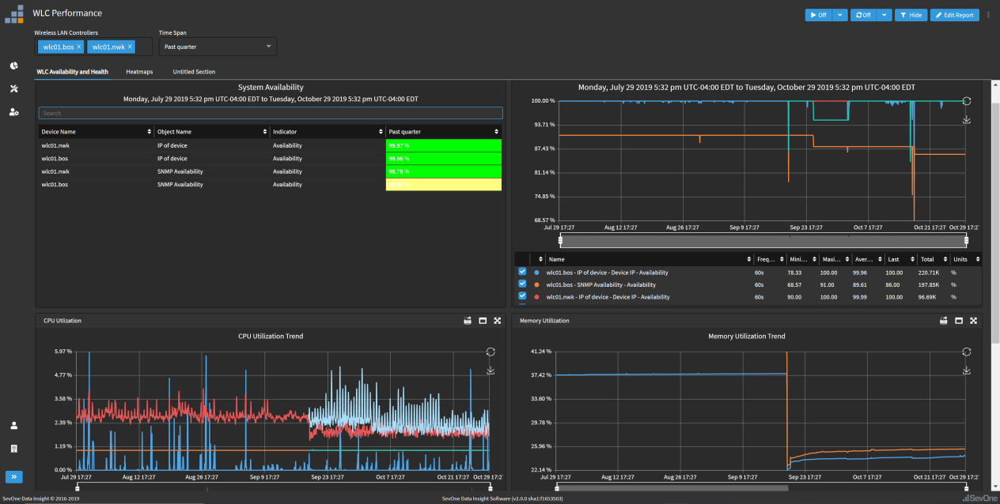 WLC Performance
Off
Off
Hide
Edit Report
Wireless LAN Controllers
Time Span
wlc01.bos ×
wlc01.nwk ×
Past quarter
WLC Availability and Health
Heatmaps
Untitled Section
System Availability
Monday, July 29 2019 5:32 pm UTC-04:00 EDT to Tuesday, October 29 2019 5:32 pm UTC-04:00 EDT
Search
Device Name Object Name Indicator Past quarter
wlc01.nwk IP of device Availability 99.97 %
wlc01.bos IP of device Availability 99.96 %
wlc01.nwk SNMP Availability Availability 98.78 %
wlc01.bos SNMP Availability Availability
Monday, July 29 2019 5:32 pm UTC-04:00 EDT to Tuesday, October 29 2019 5:32 pm UTC-04:00 EDT
100.00 %
93.71 %
87.43 %
81.14 %
74.85 %
68.57 %
Jul 29 17:27 Aug 12 17:27 Aug 26 17:27 Sep 9 17:27 Sep 23 17:27 Oct 7 17:27 Oct 21 17:27 Oct 29 17:27
Name Freq... Mini... Maxi... Aver... Last Total Units
wlc01.bos - IP of device - Device IP - Availability 60s 78.33 100.00 99.96 100.00 220.71K %
wlc01.bos - SNMP Availability - Availability 60s 68.57 91.00 89.61 86.00 197.85K %
wlc01.nwk - IP of device - Device IP - Availability 60s 90.00 100.00 99.99 100.00 96.69K %
CPU Utlization
CPU Utilization Trend
5.97 %
4.77 %
3.58 %
2.39 %
1.19 %
0.00 %
Jul 29 17:27 Aug 12 17:27 Aug 26 17:27 Sep 9 17:27 Sep 23 17:27 Oct 7 17:27 Oct 21 17:27 Oct 29 17:27
Memory Utilization
Memory Utilization Trend
41.24 %
37.42 %
33.60 %
29.78 %
25.96 %
22.14 %
Jul 29 17:27 Aug 12 17:27 Aug 26 17:27 Sep 9 17:27 Sep 23 17:27 Oct 7 17:27 Oct 21 17:27 Oct 29 17:27
SevOne Data Insight © 2016-2019
SevOne Data Insight Software (v2.0.0 sha1:f1653503)
SevOne